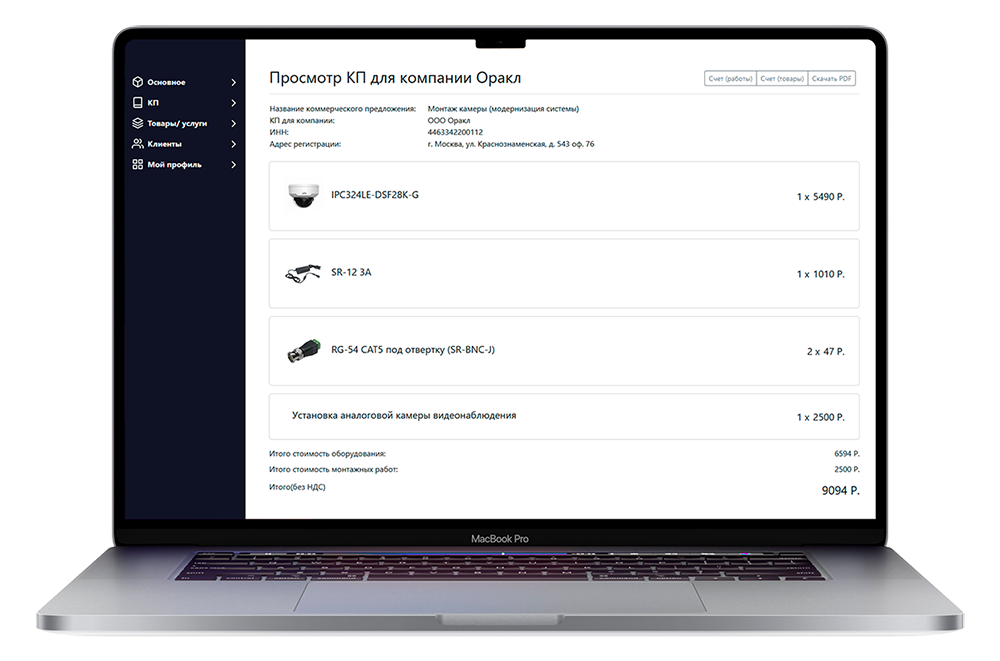 Основное
КП
Товары/ услуги
Клиенты
Мой профиль
Просмотр КП для компании Оракл
Счет (работы) Счет (товары) Скачать PDF
Название коммерческого предложения: Монтаж камеры (модернизация системы)
КП для компании: ООО Оракл
ИНН: 4463342200112
Адрес регистрации: г. Москва, ул. Краснознаменная, д. 543 оф. 76
IPC324LE-DSF28K-G 1 x 5490 Р.
SR-12 3A 1 x 1010 Р.
RG-54 CAT5 под отвертку (SR-BNC-J) 2 x 47 Р.
Установка аналоговой камеры видеонаблюдения 1 x 2500 Р.
Итого стоимость оборудования: 6594 Р.
Итого стоимость монтажных работ: 2500 Р.
Итого(без НДС) 9094 Р.
MacBook Pro